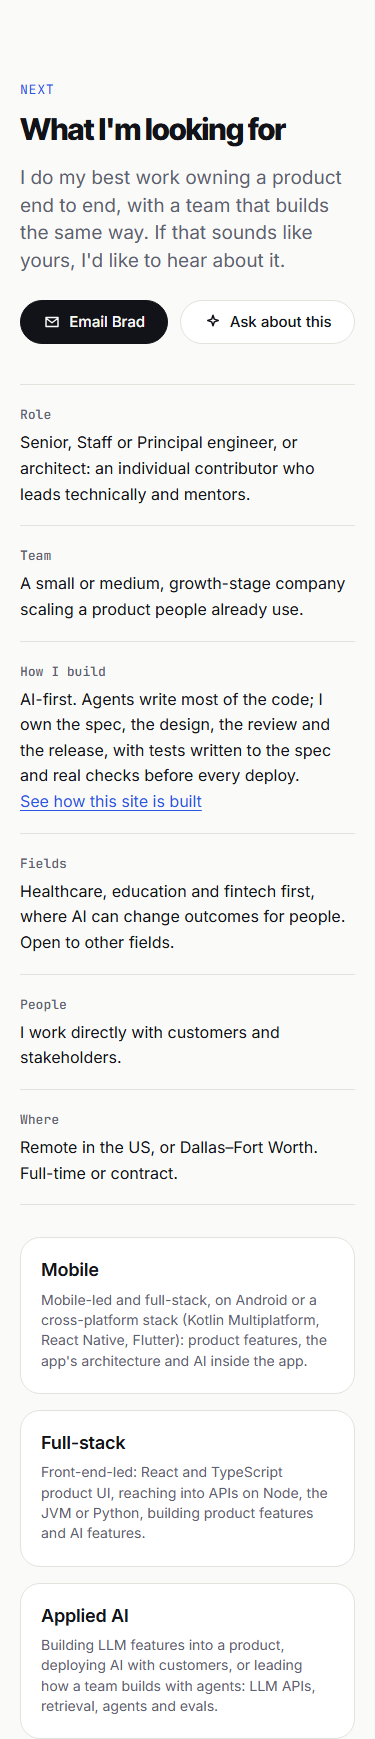 NEXT
What I'm looking for
I do my best work owning a product
end to end, with a team that builds
the same way. If that sounds like
yours, I'd like to hear about it.
Email Brad
Ask about this
Role
Senior, Staff or Principal engineer, or
architect: an individual contributor who
leads technically and mentors.
Team
A small or medium, growth-stage company
scaling a product people already use.
How I build
AI-first. Agents write most of the code; I
own the spec, the design, the review and
the release, with tests written to the spec
and real checks before every deploy.
See how this site is built
Fields
Healthcare, education and fintech first,
where AI can change outcomes for people.
Open to other fields.
People
I work directly with customers and
stakeholders.
Where
Remote in the US, or Dallas–Fort Worth.
Full-time or contract.
Mobile
Mobile-led and full-stack, on Android or a
cross-platform stack (Kotlin Multiplatform,
React Native, Flutter): product features, the
app's architecture and AI inside the app.
Full-stack
Front-end-led: React and TypeScript
product UI, reaching into APIs on Node, the
JVM or Python, building product features
and AI features.
Applied AI
Building LLM features into a product,
deploying AI with customers, or leading
how a team builds with agents: LLM APIs,
retrieval, agents and evals.